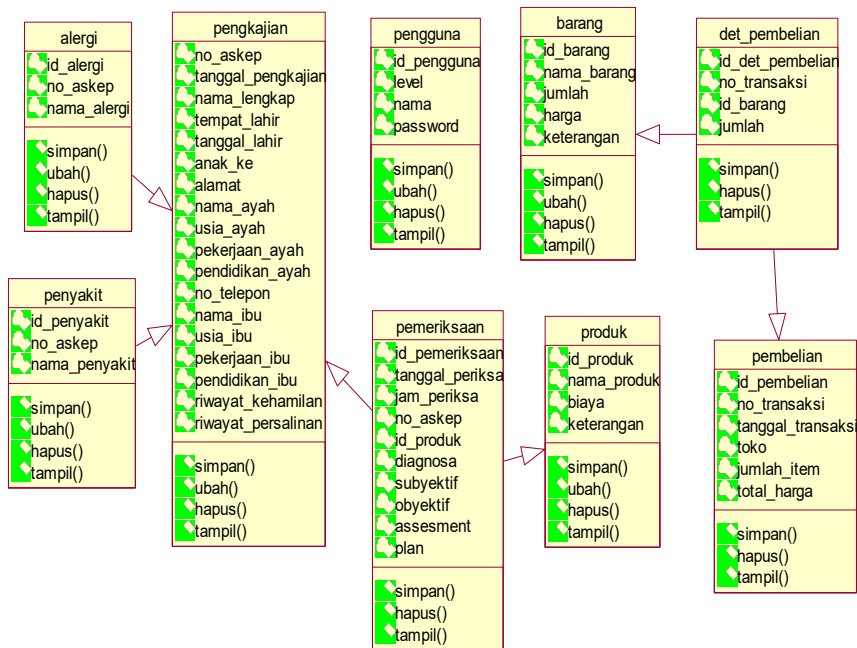 alergi
id_alergi
no_askep
nama_alergi
simpan()
ubah()
hapus()
tampil()
pengkajian
no_askep
tanggal_pengkajian
nama_lengkap
tempat_lahir
tanggal_lahir
anak_ke
alamat
nama_ayah
usia_ayah
pekerjaan_ayah
pendidikan_ayah
no_telepon
nama_ibu
usia_ibu
pekerjaan_ibu
pendidikan_ibu
riwayat_kehamilan
riwayat_persalinan
simpan()
ubah()
hapus()
tampil()
pengguna
id_pengguna
level
nama
password
simpan()
ubah()
hapus()
tampil()
barang
id_barang
nama_barang
jumlah
harga
keterangan
simpan()
ubah()
hapus()
tampil()
det_pembelian
id_det_pembelian
no_transaksi
id_barang
jumlah
simpan()
hapus()
tampil()
penyakit
id_penyakit
no_askep
nama_penyakit
simpan()
ubah()
hapus()
tampil()
pemeriksaan
id_pemeriksaan
tanggal_periksa
jam_periksa
no_askep
id_produk
diagnosa
subyektif
obyektif
assesment
plan
simpan()
hapus()
tampil()
produk
id_produk
nama_produk
biaya
keterangan
simpan()
ubah()
hapus()
tampil()
pembelian
id_pembelian
no_transaksi
tanggal_transaksi
toko
jumlah_item
total_harga
simpan()
hapus()
tampil()